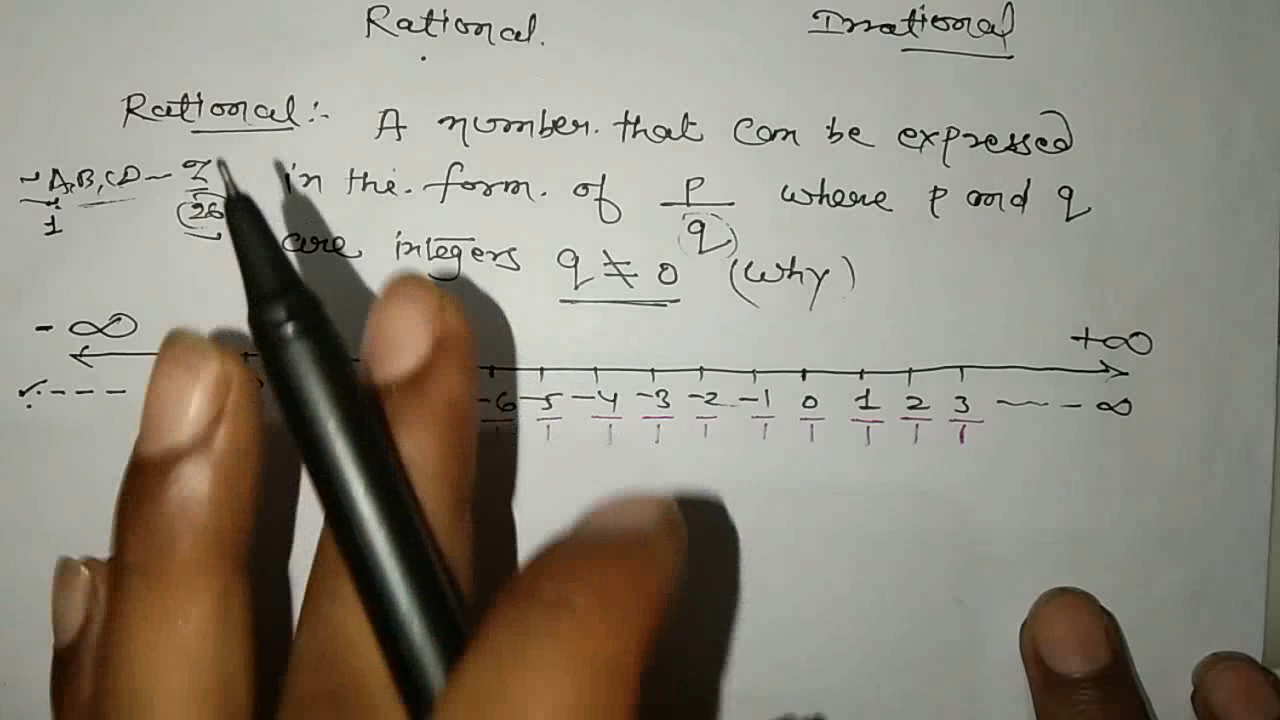 Rational. Irrational
Rational:- A number. that can be expressed
~ A,B,C,D ~ Z in the. form. of P/q where p and q
1 26 are integers q ≠ 0 (Why)
- ∞ +∞
---- -6/1 -5/1 -4/1 -3/1 -2/1 -1/1 0/1 1/1 2/1 3/1 --- - ∞